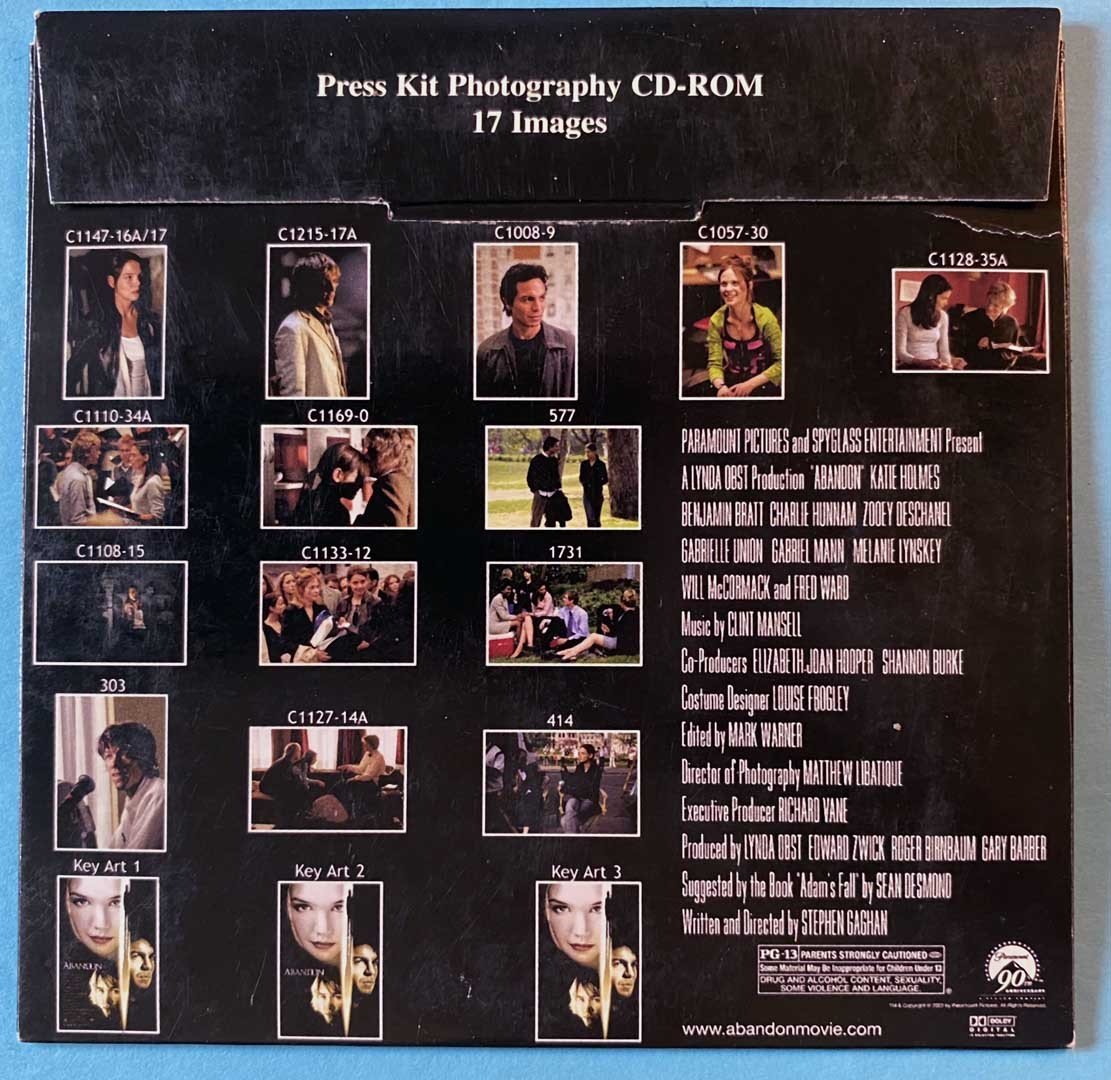 Press Kit Photography CD-ROM
17 Images
C1147-16A/17
C1215-17A
C1008-9
C1057-30
C1128-35A
C1110-34A
C1169-0
577
C1108-15
C1133-12
1731
303
C1127-14A
414
Key Art 1
Key Art 2
Key Art 3
ABANDON
ABANDON
PARAMOUNT PICTURES and SPYGLASS ENTERTAINMENT Present
A LYNDA OBST Production "ABANDON" KATIE HOLMES
BENJAMIN BRATT CHARLIE HUNNAM ZOOEY DESCHANEL
GABRIELLE UNION GABRIEL MANN MELANIE LYNSKEY
WILL McCORMACK and FRED WARD
Music by CLINT MANSELL
Co-Producers ELIZABETH JOAN HOOPER SHANNON BURKE
Costume Designer LOUISE FROGLEY
Edited by MARK WARNER
Director of Photography MATTHEW LIBATIQUE
Executive Producer RICHARD VANE
Produced by LYNDA OBST EDWARD ZWICK ROGER BIRNBAUM GARY BARBER
Suggested by the Book "Adam's Fall" by SEAN DESMOND
Written and Directed by STEPHEN GAGHAN
PG-13 PARENTS STRONGLY CAUTIONED
Some Material May Be Inappropriate for Children Under 13
DRUG AND ALCOHOL CONTENT, SEXUALITY,
SOME VIOLENCE AND LANGUAGE.
®
Paramount
90TH
ANNIVERSARY
www.abandonmovie.com
DOLBY
DIGITAL